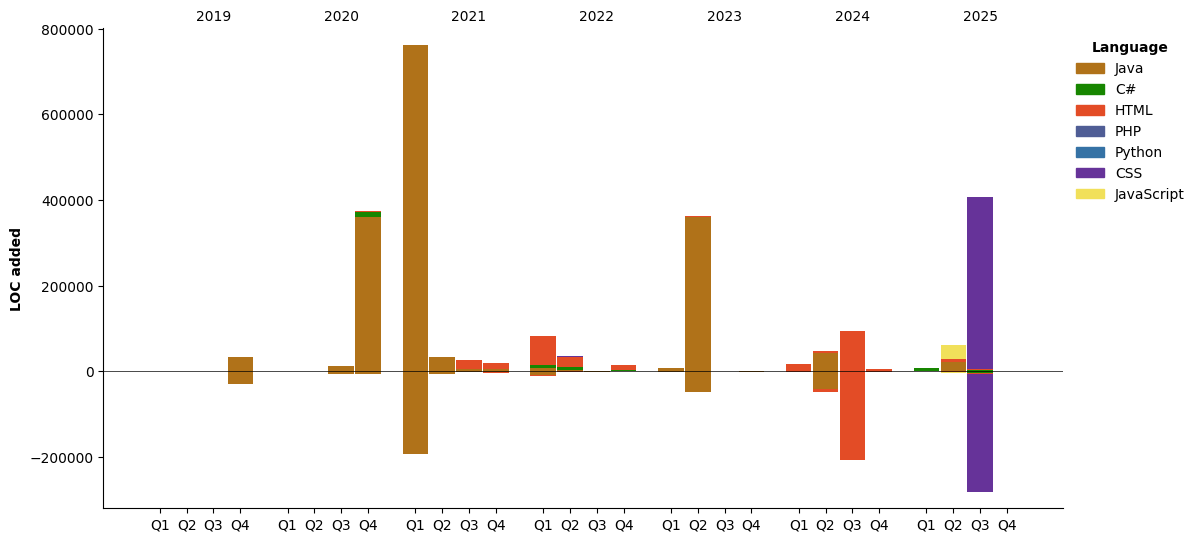 2019 2020 2021 2022 2023 2024 2025
800000
600000
400000
200000
0
−200000
LOC added
Q1 Q2 Q3 Q4 Q1 Q2 Q3 Q4 Q1 Q2 Q3 Q4 Q1 Q2 Q3 Q4 Q1 Q2 Q3 Q4 Q1 Q2 Q3 Q4 Q1 Q2 Q3 Q4
Language
Java
C#
HTML
PHP
Python
CSS
JavaScript